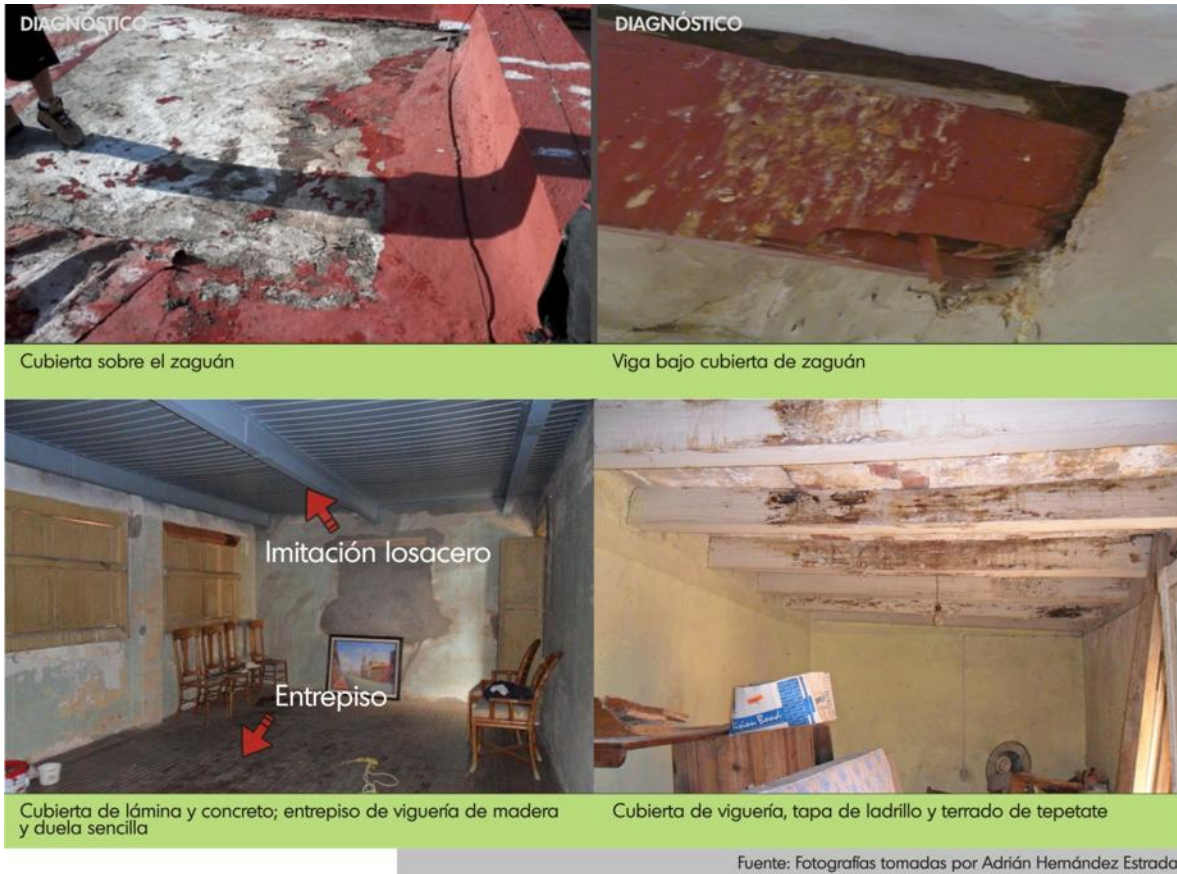 DIAGNÓSTICO
DIAGNÓSTICO
Cubierta sobre el zaguán
Viga bajo cubierta de zaguán
Imitación losacero
Entrepiso
Vision Bond
Cubierta de lámina y concreto; entrepiso de viguería de madera
y duela sencilla
Cubierta de viguería, tapa de ladrillo y terrado de tepetate
Fuente: Fotografías tomadas por Adrián Hernández Estrada